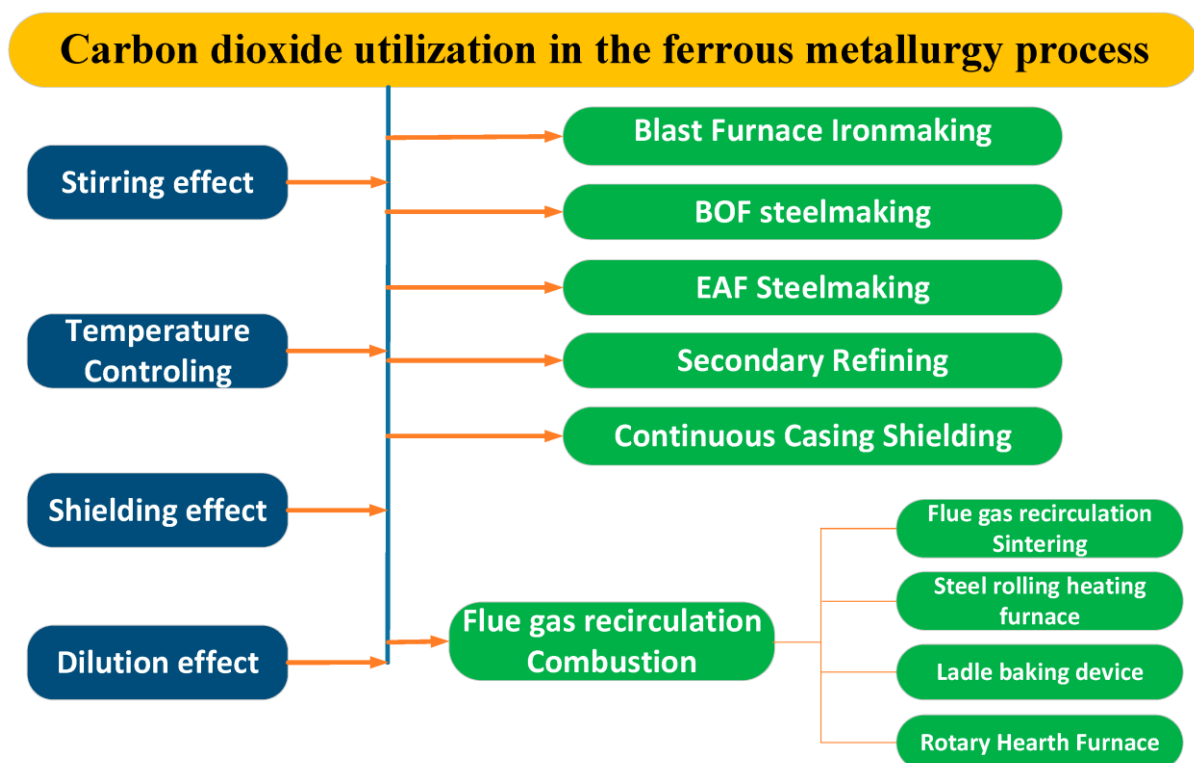 Carbon dioxide utilization in the ferrous metallurgy process
Stirring effect
Temperature
Controling
Shielding effect
Dilution effect
Blast Furnace Ironmaking
BOF steelmaking
EAF Steelmaking
Secondary Refining
Continuous Casing Shielding
Flue gas recirculation
Combustion
Flue gas recirculation
Sintering
Steel rolling heating
furnace
Ladle baking device
Rotary Hearth Furnace